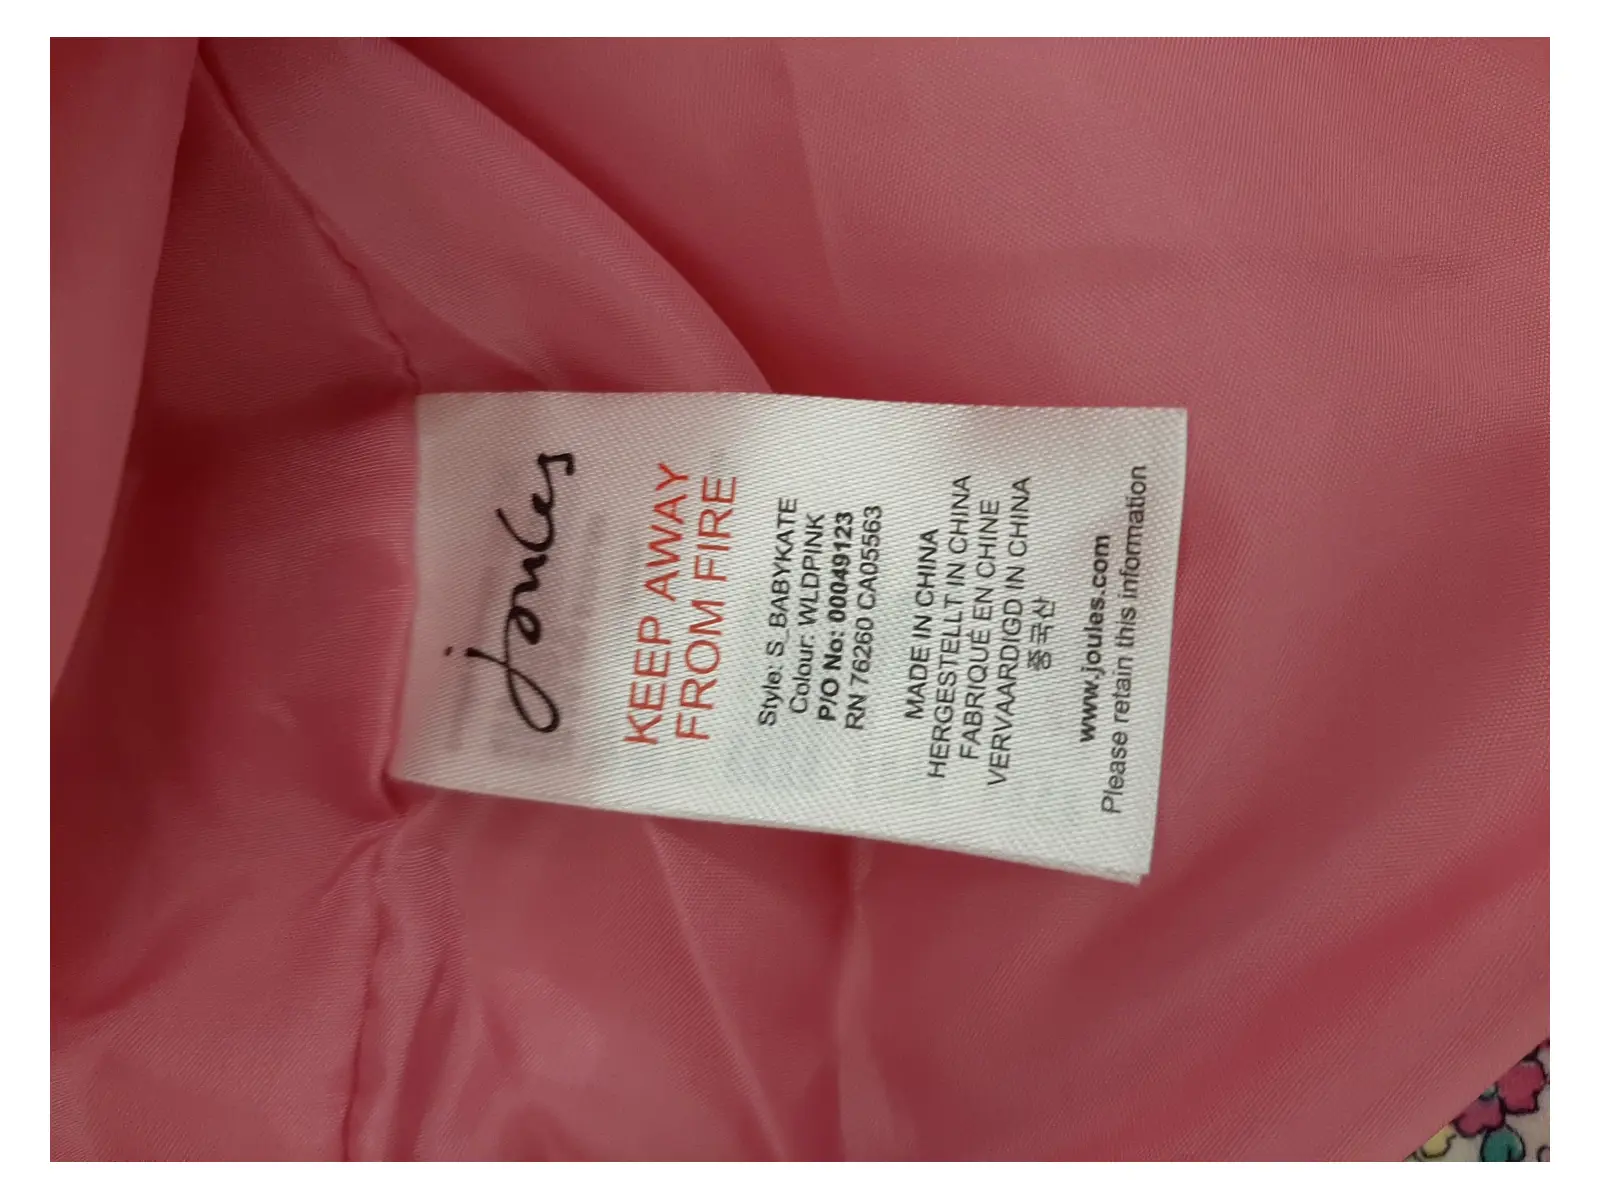 joules
KEEP AWAY
FROM FIRE
Style: S_BABYKATE
Colour: WLDPINK
P/O No: 00049123
RN 76260 CA05563
MADE IN CHINA
HERGESTELLT IN CHINA
FABRIQUÉ EN CHINE
VERVAARDIGD IN CHINA
중국산
www.joules.com
Please retain this information